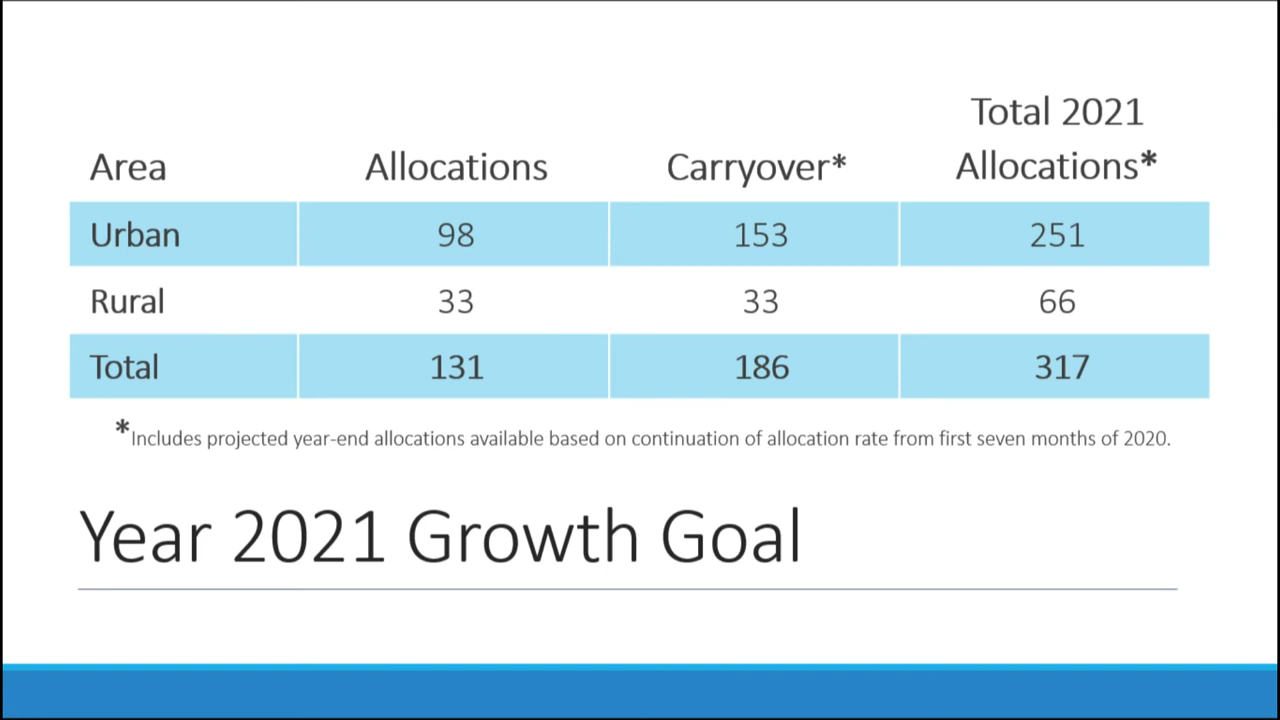 Total 2021
Area Allocations Carryover* Allocations*
Urban 98 153 251
Rural 33 33 66
Total 131 186 317
*Includes projected year-end allocations available based on continuation of allocation rate from first seven months of 2020.
Year 2021 Growth Goal